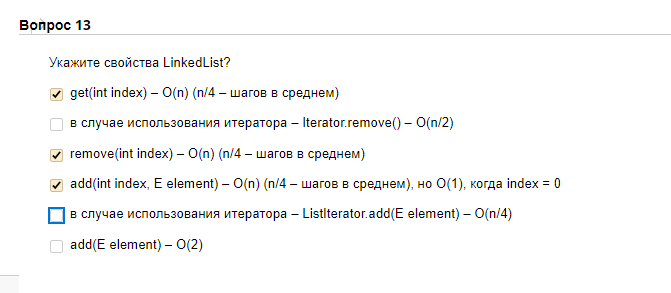 Вопрос 13
Укажите свойства LinkedList?
get(int index) – O(n) (n/4 – шагов в среднем)
в случае использования итератора – Iterator.remove() – O(n/2)
remove(int index) – O(n) (n/4 – шагов в среднем)
add(int index, E element) – O(n) (n/4 – шагов в среднем), но O(1), когда index = 0
в случае использования итератора – ListIterator.add(E element) – O(n/4)
add(E element) – O(2)